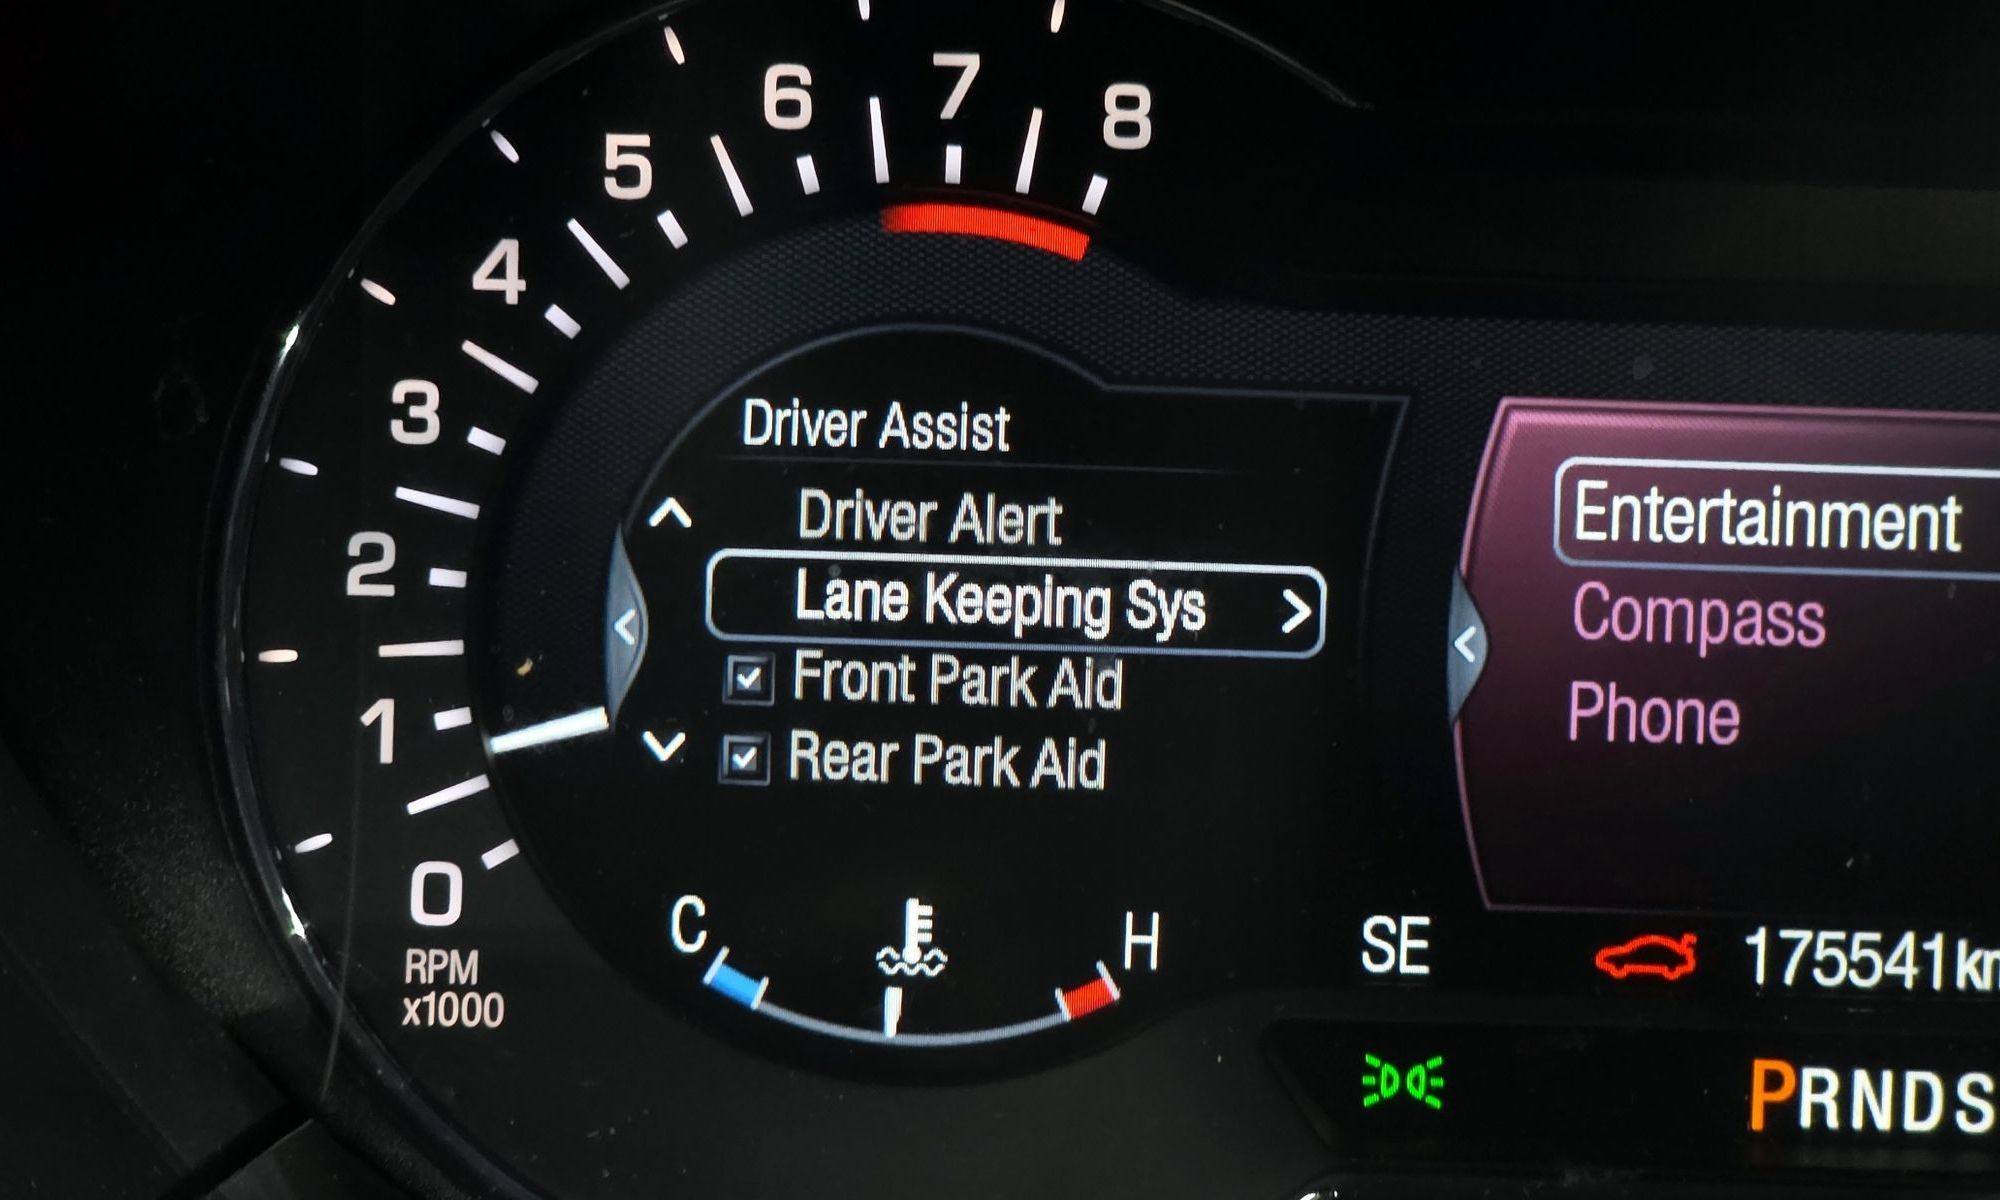 8
7
6
5
4
3
2
1
0
RPM
x1000
Driver Assist
Driver Alert
Lane Keeping Sys
Front Park Aid
Rear Park Aid
C
H
Entertainment
Compass
Phone
SE
175541km
PRNDS